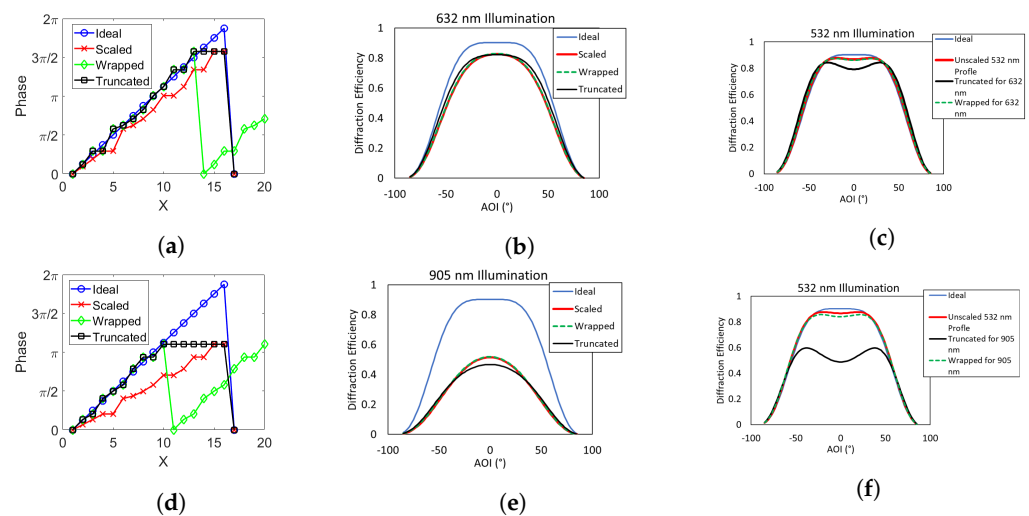 2π
3π/2
π
π/2
0
Phase
Ideal
Scaled
Wrapped
Truncated
0 5 10 15 20
X
(a)
632 nm Illumination
Diffraction Efficiency
1
0.8
0.6
0.4
0.2
0
-100 -50 0 50 100
AOI (°)
Ideal
Scaled
Wrapped
Truncated
(b)
532 nm Illumination
Diffraction Efficiency
1
0.8
0.6
0.4
0.2
0
-100 -50 0 50 100
AOI (°)
Ideal
Unscaled 532 nm
Profle
Truncated for 632
nm
Wrapped for 632
nm
(c)
2π
3π/2
π
π/2
0
Phase
Ideal
Scaled
Wrapped
Truncated
0 5 10 15 20
X
(d)
905 nm Illumination
Diffraction Efficiency
1
0.8
0.6
0.4
0.2
0
-100 -50 0 50 100
AOI (°)
Ideal
Scaled
Wrapped
Truncated
(e)
532 nm Illumination
Diffraction Efficiency
1
0.8
0.6
0.4
0.2
0
-100 -50 0 50 100
AOI (°)
Ideal
Unscaled 532 nm
Profle
Truncated for 905
nm
Wrapped for 905
nm
(f)